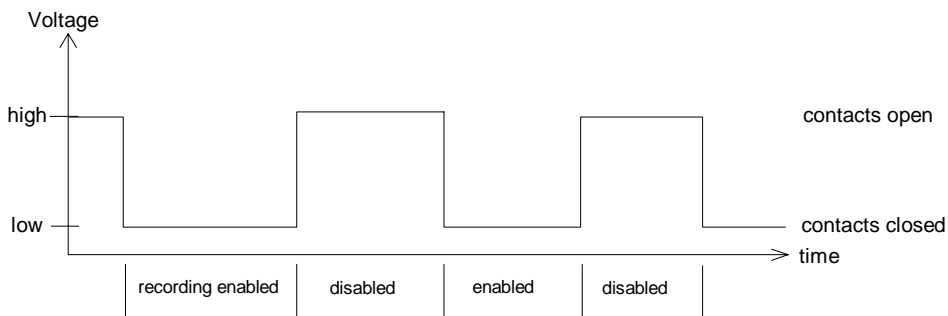 Voltage
high
contacts open
low
contacts closed
time
recording enabled
disabled
enabled
disabled